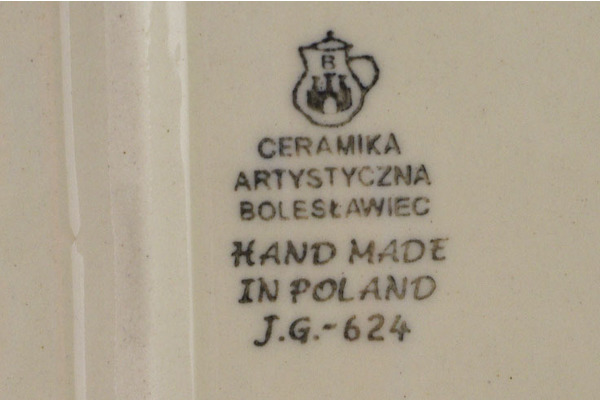 B
CERAMIKA
ARTYSTYCZNA
BOLESŁAWIEC
HAND MADE
IN POLAND
J.G.-624